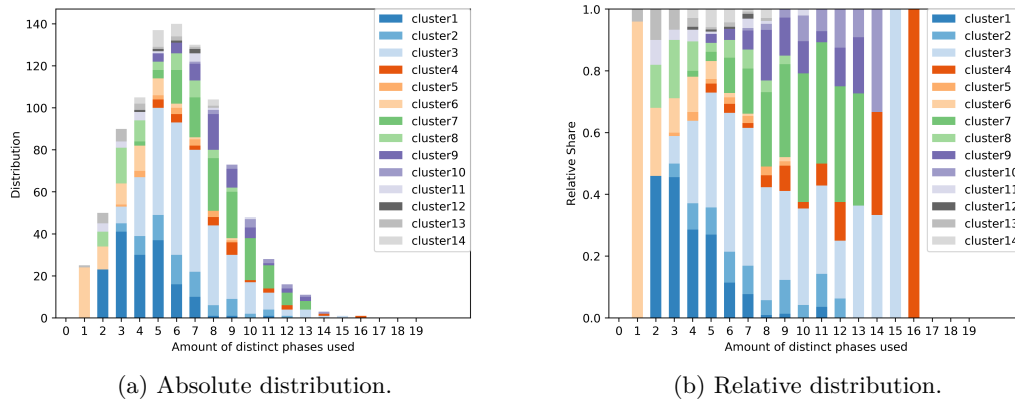 120
100
80
60
40
20
0
Distribution
0 1 2 3 4 5 6 7 8 9 10 11 12 13 14 15 16 17 18 19
Amount of distinct phases used
cluster1
cluster2
cluster3
cluster4
cluster5
cluster6
cluster7
cluster8
cluster9
cluster10
cluster11
cluster12
cluster13
cluster14
(a) Absolute distribution.
1.0
0.8
0.6
0.4
0.2
0.0
Relative Share
0 1 2 3 4 5 6 7 8 9 10 11 12 13 14 15 16 17 18 19
Amount of distinct phases used
cluster1
cluster2
cluster3
cluster4
cluster5
cluster6
cluster7
cluster8
cluster9
cluster10
cluster11
cluster12
cluster13
cluster14
(b) Relative distribution.